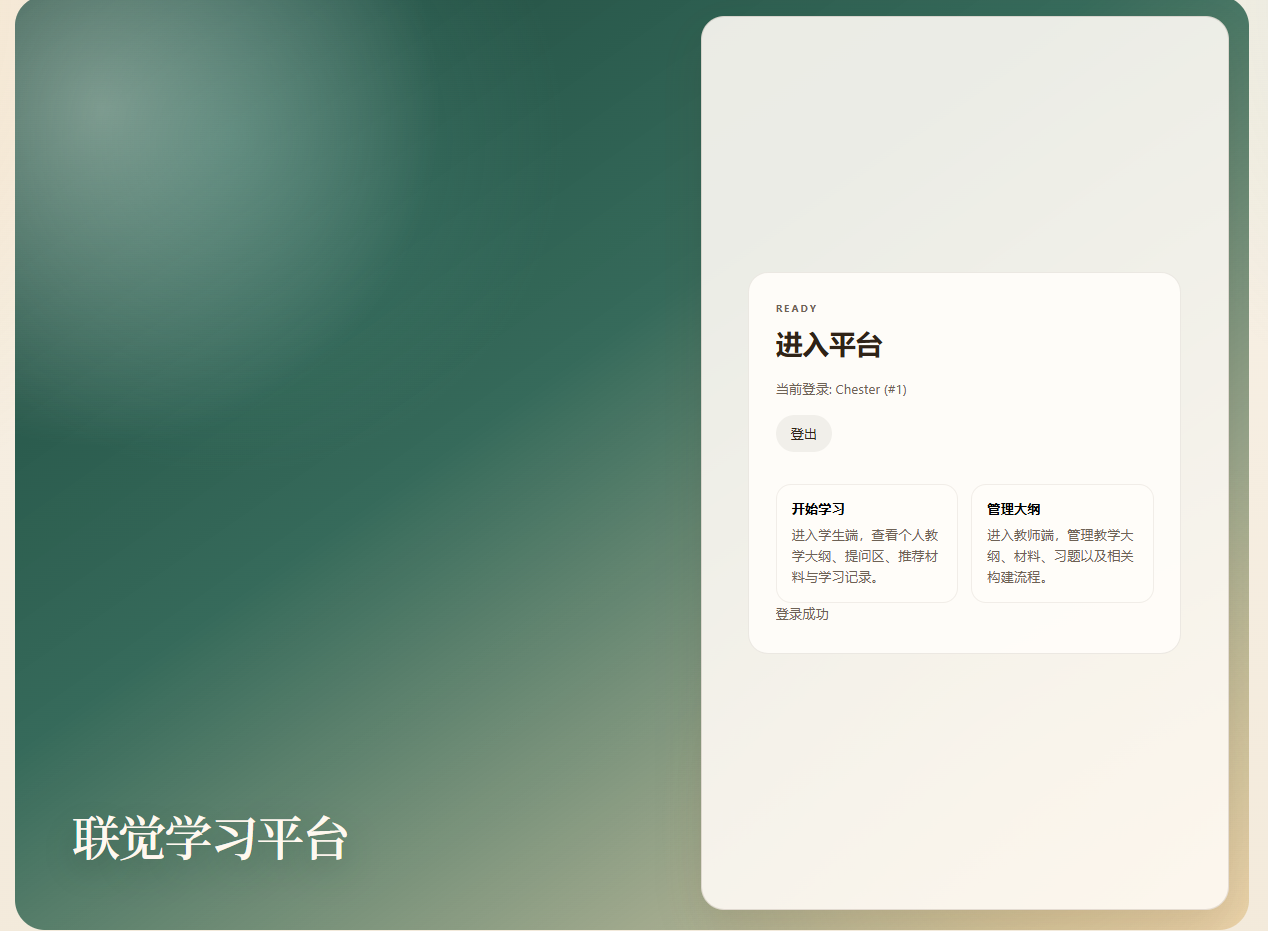 READY
进入平台
当前登录: Chester (#1)
登出
开始学习
进入学生端，查看个人教
学大纲、提问区、推荐材
料与学习记录。
管理大纲
进入教师端，管理教学大
纲、材料、习题以及相关
构建流程。
登录成功
联觉学习平台